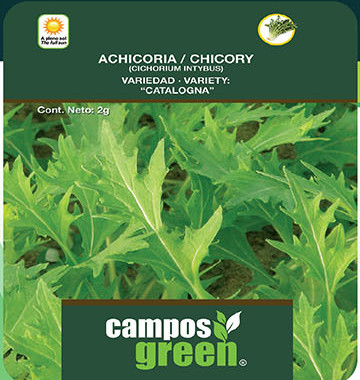 A pleno sol
The full sun
ACHICORIA / CHICORY
(CICHORIUM INTYBUS)
VARIEDAD · VARIETY:
“CATALOGNA”
Cont. Neto: 2g
campos
green®